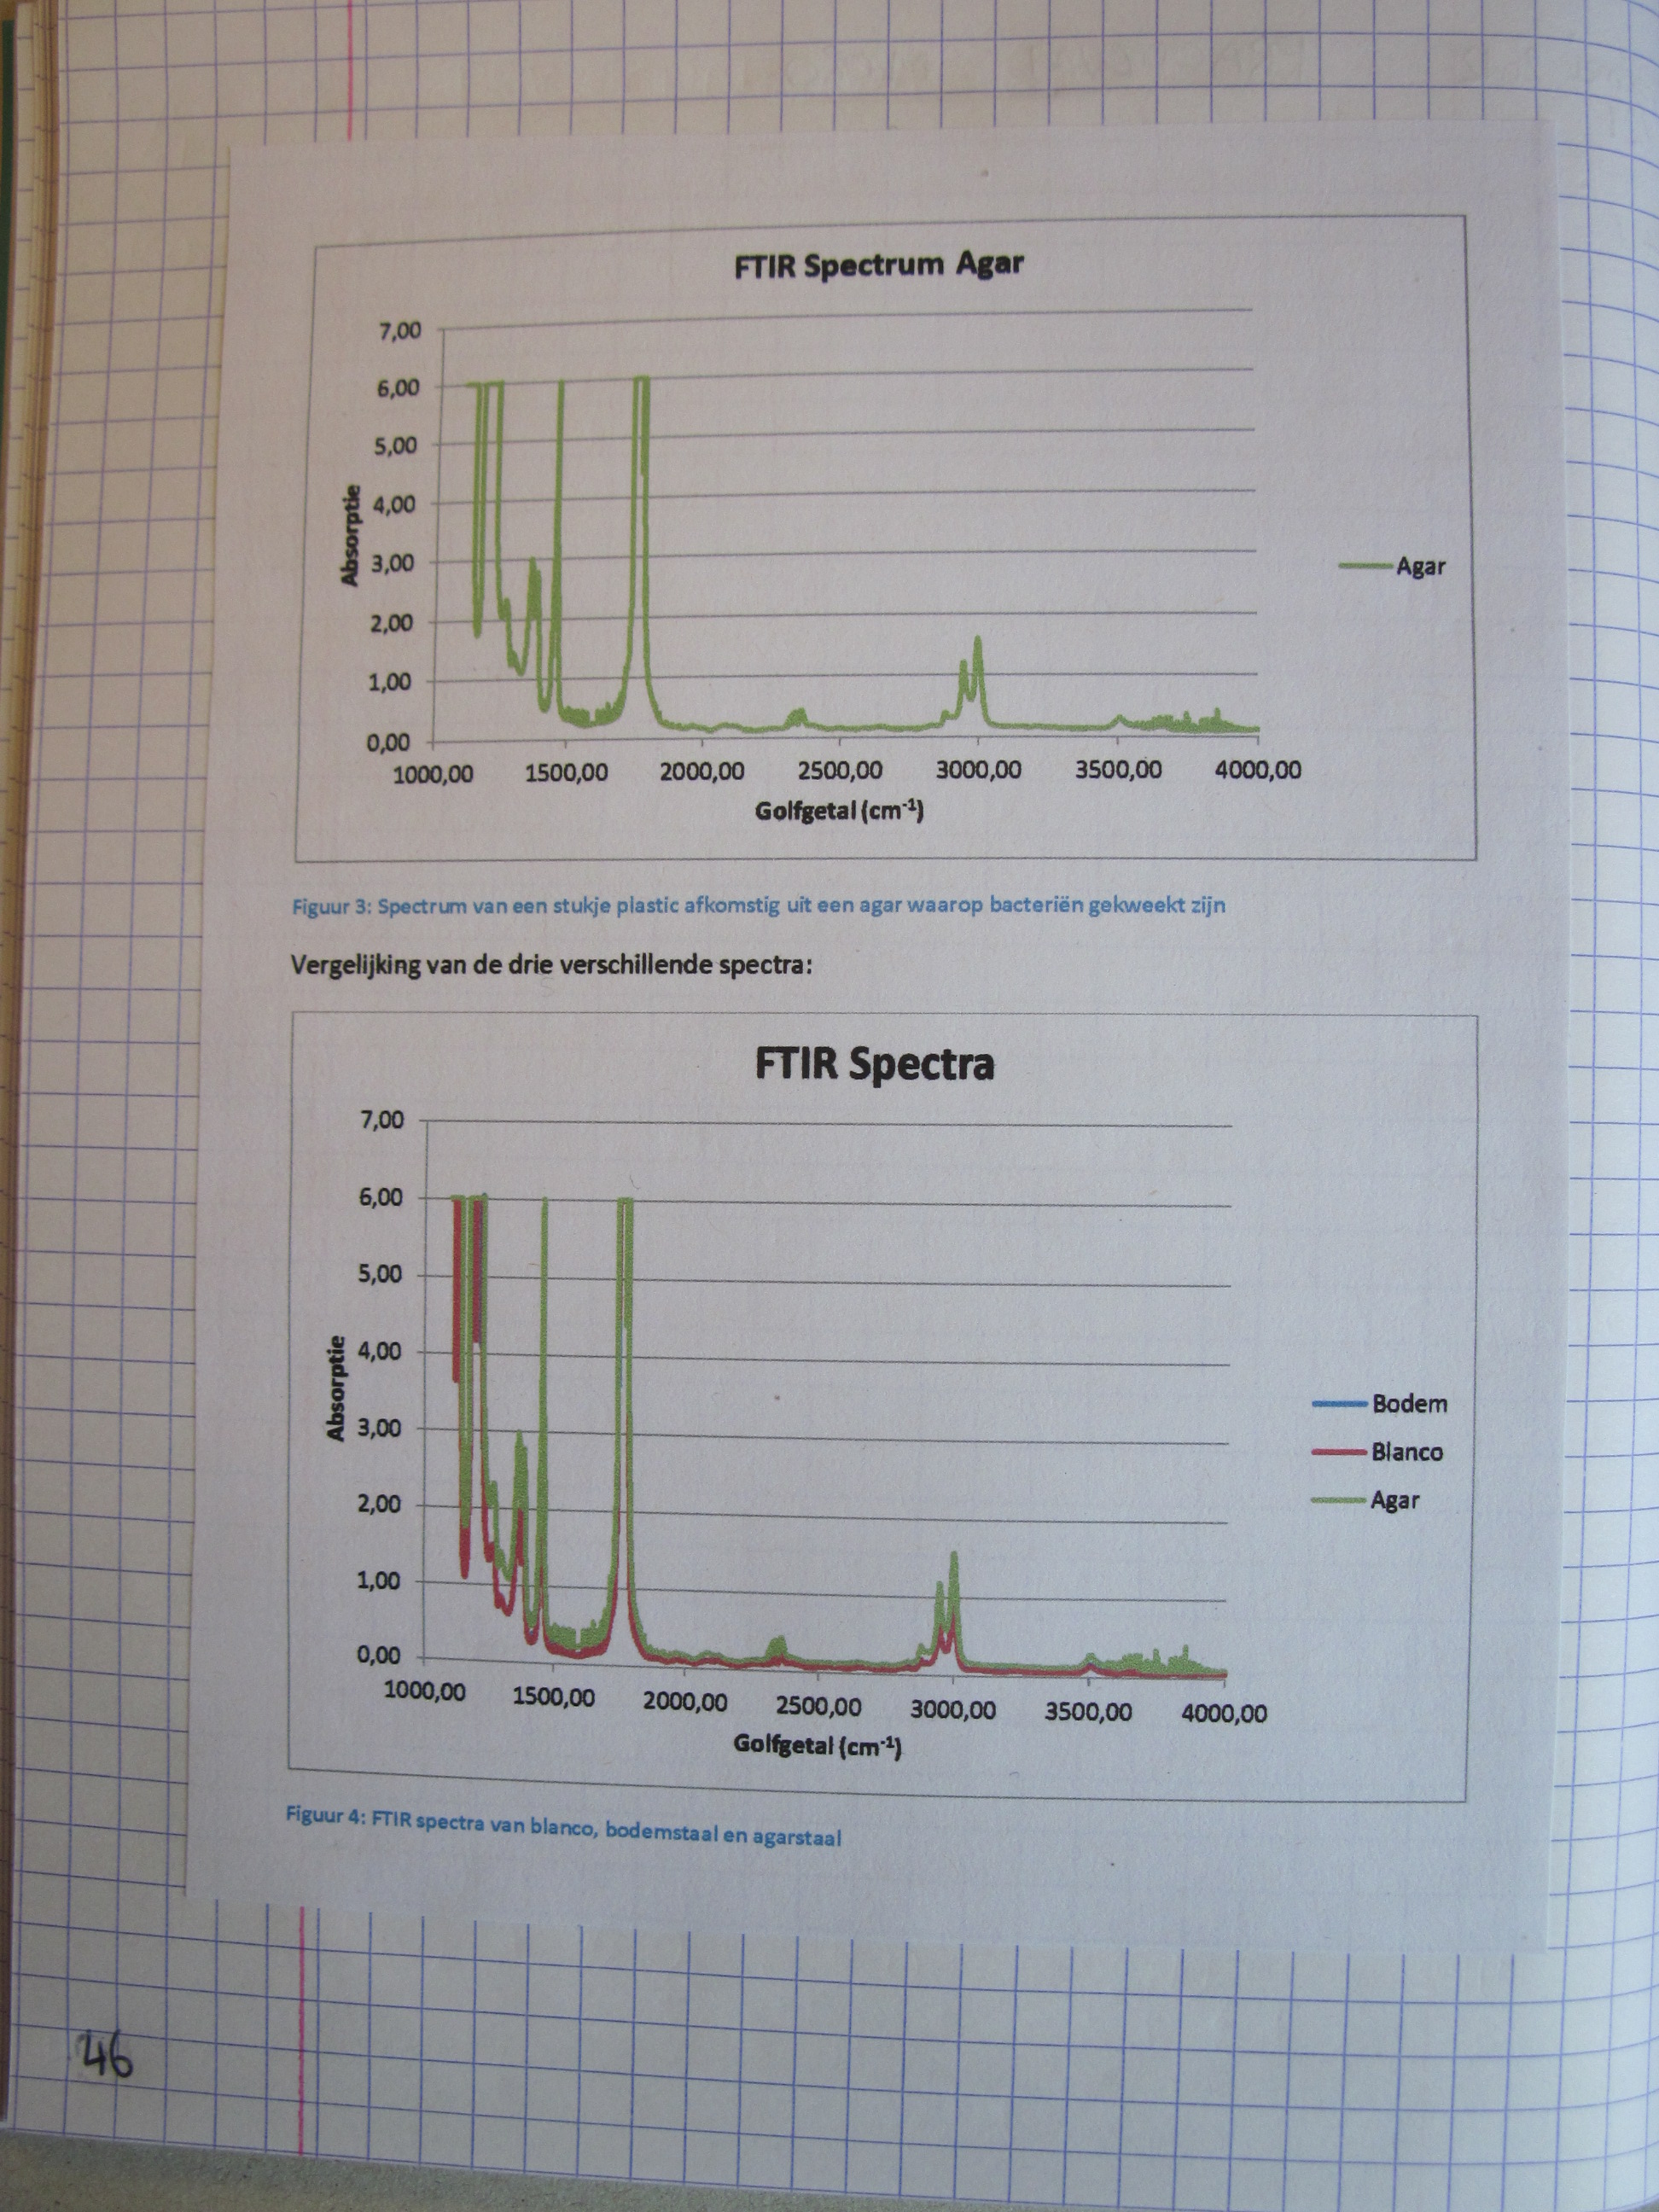 FTIR Spectrum Agar
7,00
6,00
5,00
4,00
3,00
2,00
1,00
0,00
Absorptie
1000,00 1500,00 2000,00 2500,00 3000,00 3500,00 4000,00
Golfgetal (cm⁻¹)
Agar
Figuur 3: Spectrum van een stukje plastic afkomstig uit een agar waarop bacteriën gekweekt zijn
Vergelijking van de drie verschillende spectra:
FTIR Spectra
7,00
6,00
5,00
4,00
3,00
2,00
1,00
0,00
Absorptie
1000,00 1500,00 2000,00 2500,00 3000,00 3500,00 4000,00
Golfgetal (cm⁻¹)
Bodem
Blanco
Agar
Figuur 4: FTIR spectra van blanco, bodemstaal en agarstaal
46